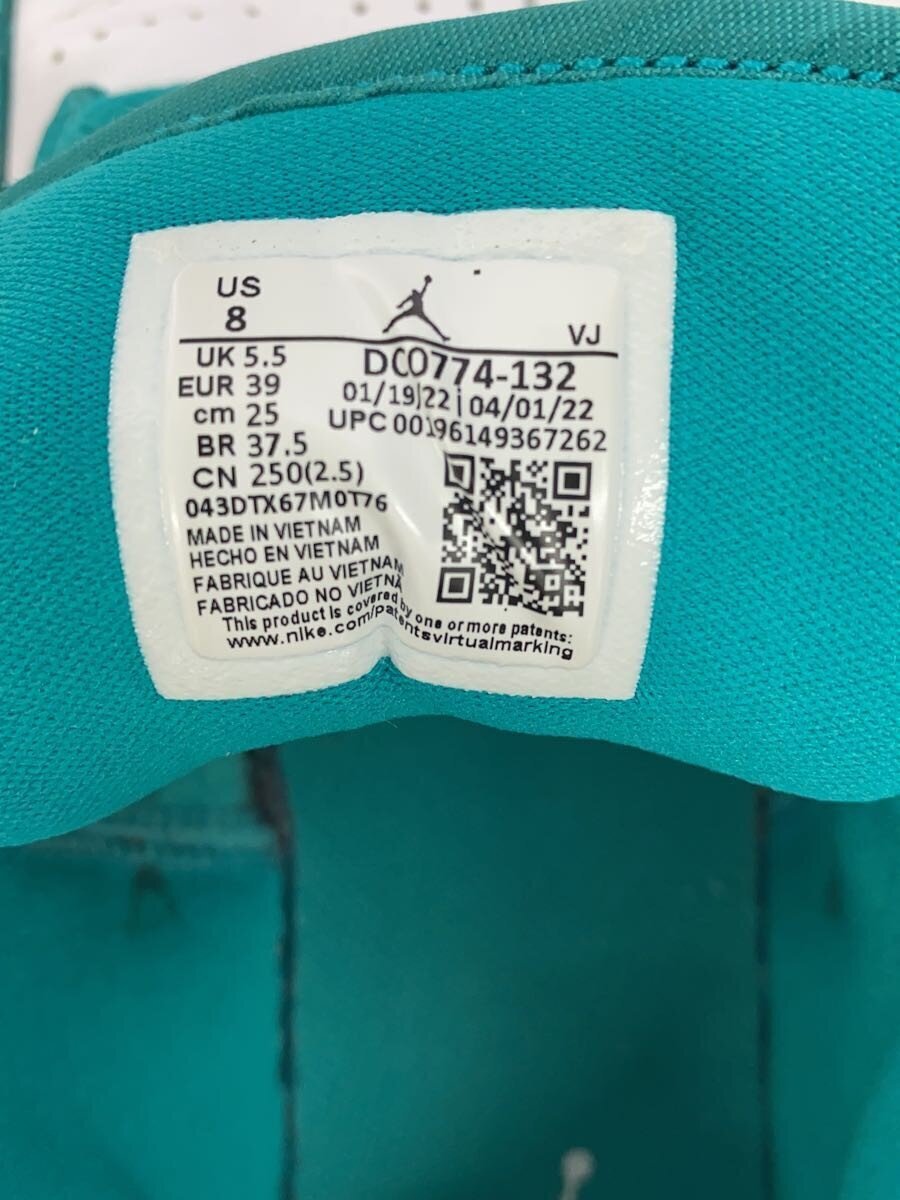 US
8
VJ
UK 5.5
EUR 39
cm 25
BR 37.5
CN 250(2.5)
DC0774-132
01/19/22 | 04/01/22
UPC 00196149367262
043DTX67M0T76
MADE IN VIETNAM
HECHO EN VIETNAM
FABRIQUE AU VIETNAM
FABRICADO NO VIETNÃ
This product is covered by one or more patents:
www.nike.com/patentsvirtualmarking